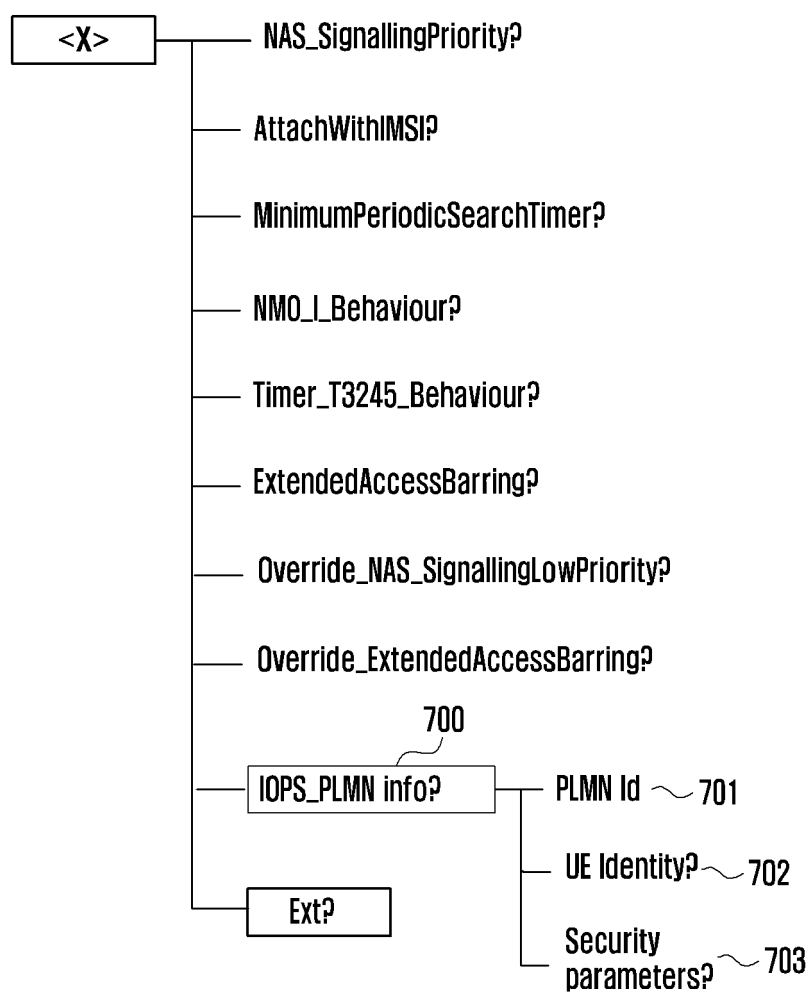 <X>
NAS_SignallingPriority?
AttachWithIMSI?
MinimumPeriodicSearchTimer?
NMO_I_Behaviour?
Timer_T3245_Behaviour?
ExtendedAccessBarring?
Override_NAS_SignallingLowPriority?
Override_ExtendedAccessBarring?
700
IOPS_PLMN info?
PLMN Id 701
UE Identity? 702
Ext?
Security
parameters? 703